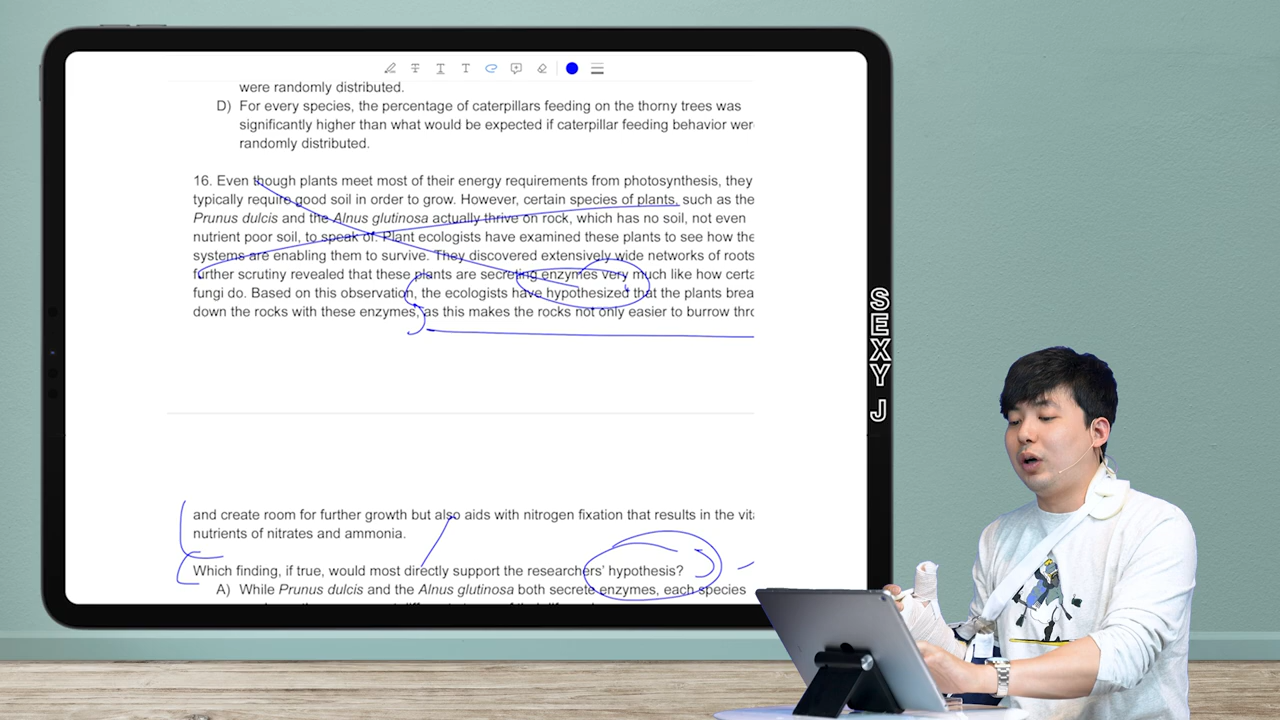 were randomly distributed.
D) For every species, the percentage of caterpillars feeding on the thorny trees was
significantly higher than what would be expected if caterpillar feeding behavior wer
randomly distributed.
16. Even though plants meet most of their energy requirements from photosynthesis, they
typically require good soil in order to grow. However, certain species of plants, such as the
Prunus dulcis and the Alnus glutinosa actually thrive on rock, which has no soil, not even
nutrient poor soil, to speak of. Plant ecologists have examined these plants to see how the
systems are enabling them to survive. They discovered extensively wide networks of roots
further scrutiny revealed that these plants are secreting enzymes very much like how certa
fungi do. Based on this observation, the ecologists have hypothesized that the plants brea
down the rocks with these enzymes, as this makes the rocks not only easier to burrow thro
and create room for further growth but also aids with nitrogen fixation that results in the vita
nutrients of nitrates and ammonia.
Which finding, if true, would most directly support the researchers' hypothesis?
A) While Prunus dulcis and the Alnus glutinosa both secrete enzymes, each species
SEXY J